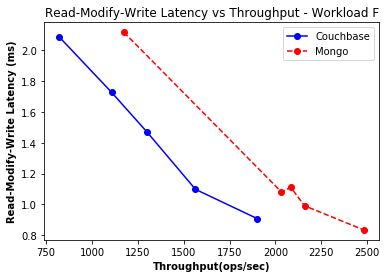 Read-Modify-Write Latency vs Throughput - Workload F
Couchbase
Mongo
Read-Modify-Write Latency (ms)
2.0
1.8
1.6
1.4
1.2
1.0
0.8
750 1000 1250 1500 1750 2000 2250 2500
Throughput(ops/sec)